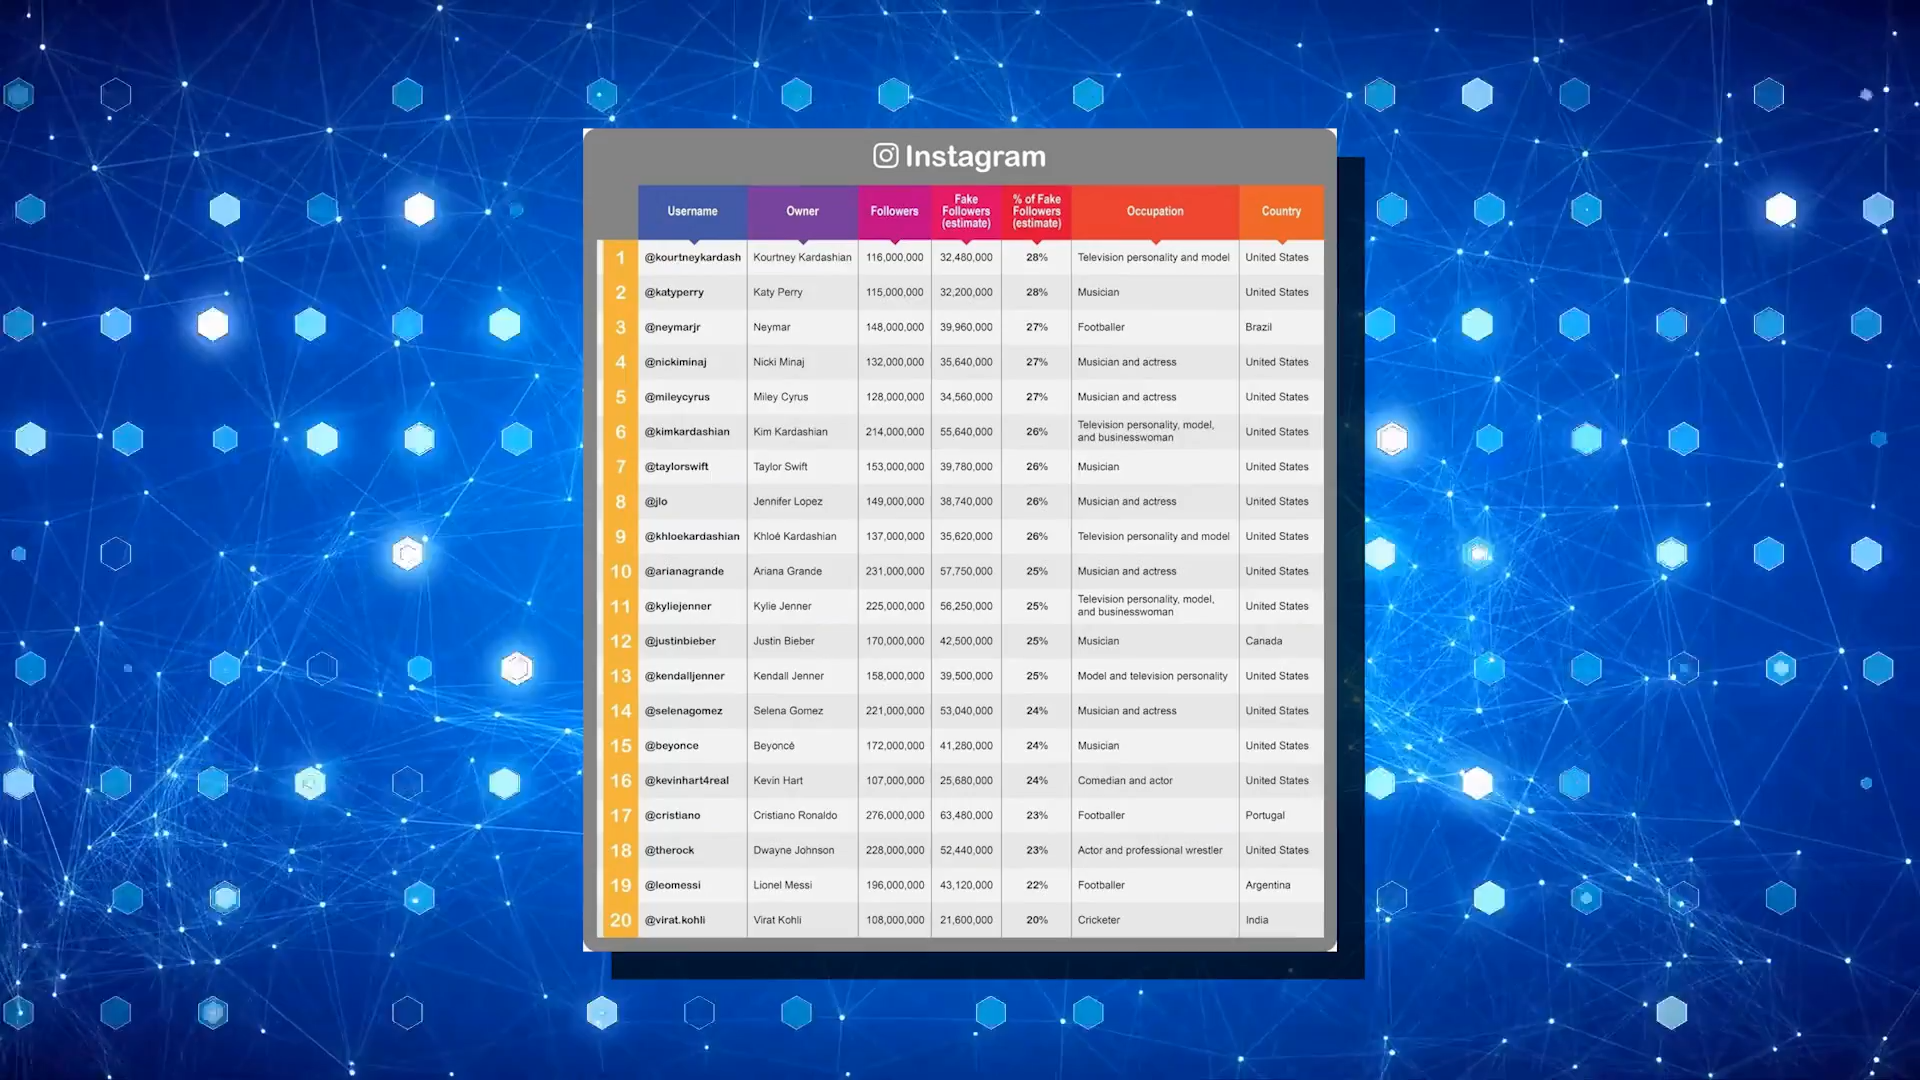 Instagram
Username Owner Followers Fake Followers (estimate) % of Fake Followers (estimate) Occupation Country
1 @kourtneykardash Kourtney Kardashian 116,000,000 32,480,000 28% Television personality and model United States
2 @katyperry Katy Perry 115,000,000 32,200,000 28% Musician United States
3 @neymarjr Neymar 148,000,000 39,960,000 27% Footballer Brazil
4 @nickiminaj Nicki Minaj 132,000,000 35,640,000 27% Musician and actress United States
5 @mileycyrus Miley Cyrus 128,000,000 34,560,000 27% Musician and actress United States
6 @kimkardashian Kim Kardashian 214,000,000 55,640,000 26% Television personality, model, and businesswoman United States
7 @taylorswift Taylor Swift 153,000,000 39,780,000 26% Musician United States
8 @jlo Jennifer Lopez 149,000,000 38,740,000 26% Musician and actress United States
9 @khloekardashian Khloé Kardashian 137,000,000 35,620,000 26% Television personality and model United States
10 @arianagrande Ariana Grande 231,000,000 57,750,000 25% Musician and actress United States
11 @kyliejenner Kylie Jenner 225,000,000 56,250,000 25% Television personality, model, and businesswoman United States
12 @justinbieber Justin Bieber 170,000,000 42,500,000 25% Musician Canada
13 @kendalljenner Kendall Jenner 158,000,000 39,500,000 25% Model and television personality United States
14 @selenagomez Selena Gomez 221,000,000 53,040,000 24% Musician and actress United States
15 @beyonce Beyoncé 172,000,000 41,280,000 24% Musician United States
16 @kevinhart4real Kevin Hart 107,000,000 25,680,000 24% Comedian and actor United States
17 @cristiano Cristiano Ronaldo 276,000,000 63,480,000 23% Footballer Portugal
18 @therock Dwayne Johnson 228,000,000 52,440,000 23% Actor and professional wrestler United States
19 @leomessi Lionel Messi 196,000,000 43,120,000 22% Footballer Argentina
20 @virat.kohli Virat Kohli 108,000,000 21,600,000 20% Cricketer India